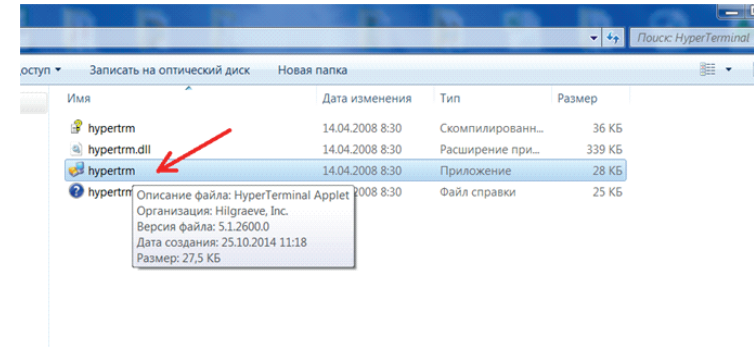 Поиск: HyperTerminal
Записать на оптический диск Новая папка
Имя Дата изменения Тип Размер
hypertrm 14.04.2008 8:30 Скомпилированн... 36 КБ
hypertrm.dll 14.04.2008 8:30 Расширение при... 339 КБ
hypertrm 14.04.2008 8:30 Приложение 28 КБ
hypertrm 2008 8:30 Файл справки 25 КБ
Описание файла: HyperTerminal Applet
Организация: Hilgraeve, Inc.
Версия файла: 5.1.2600.0
Дата создания: 25.10.2014 11:18
Размер: 27,5 КБ